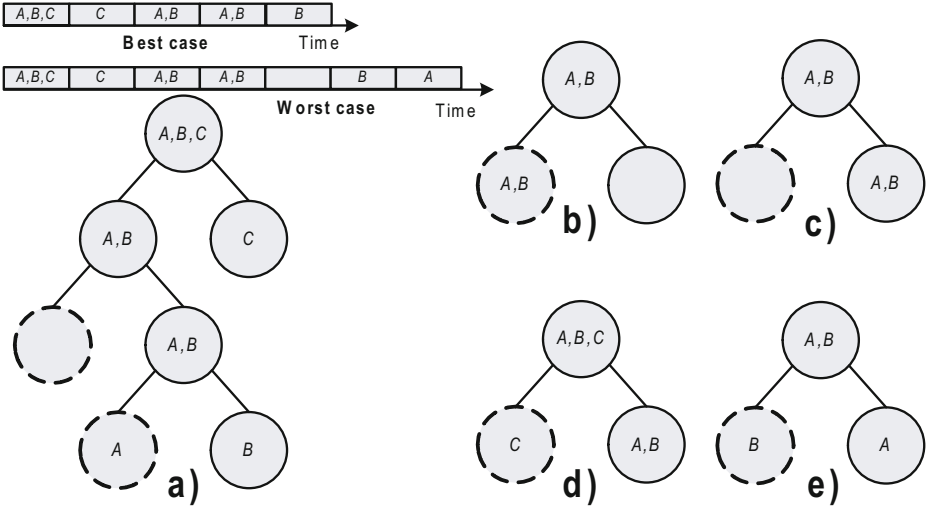 A,B,C C A,B A,B B
Best case Time
A,B,C C A,B A,B B A
Worst case Time
A,B,C
A,B C
A,B
A B
a)
A,B
A,B
b)
A,B
A,B
c)
A,B,C
C A,B
d)
A,B
B A
e)